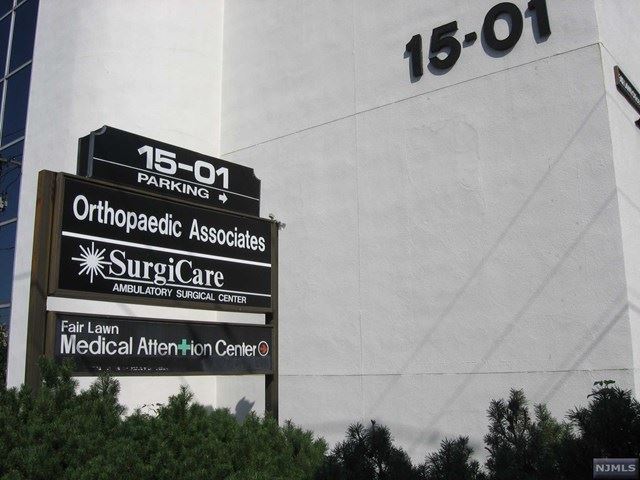 15-01
15-01
PARKING →
Orthopaedic Associates
SurgiCare
AMBULATORY SURGICAL CENTER
Fair Lawn
Medical Attention Center
NJMLS